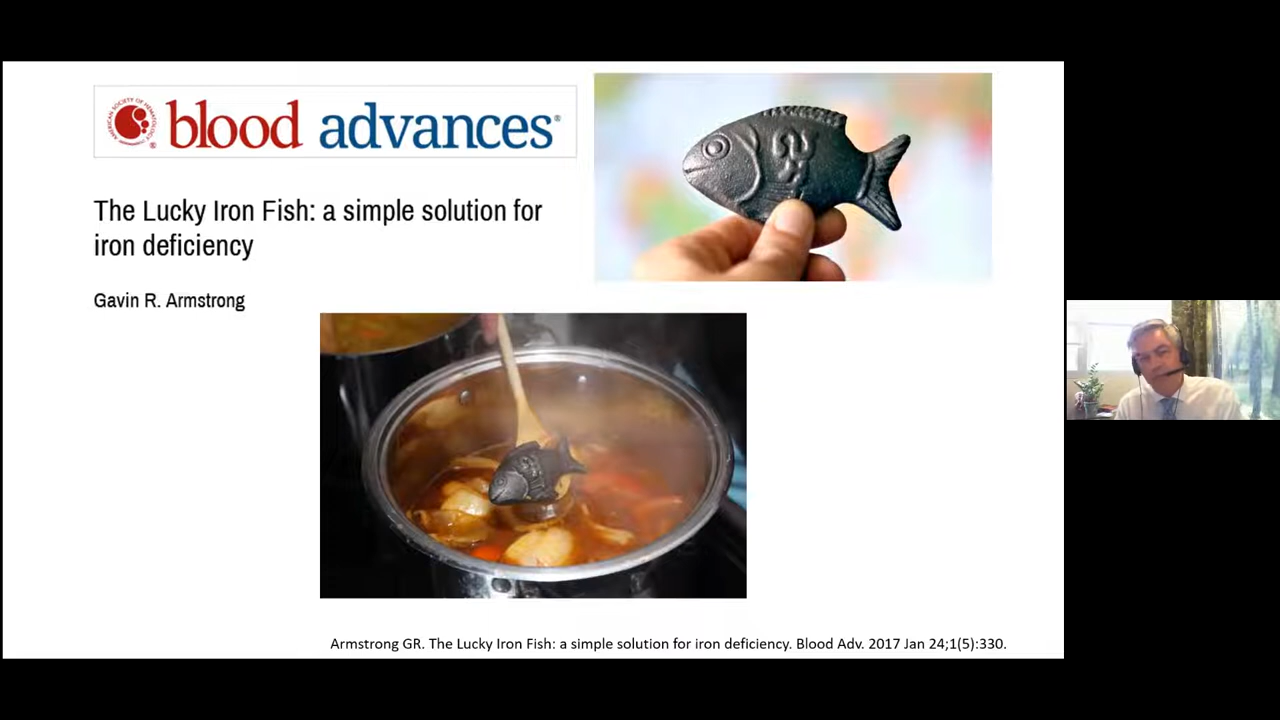 blood advances®
The Lucky Iron Fish: a simple solution for
iron deficiency
Gavin R. Armstrong
Armstrong GR. The Lucky Iron Fish: a simple solution for iron deficiency. Blood Adv. 2017 Jan 24;1(5):330.